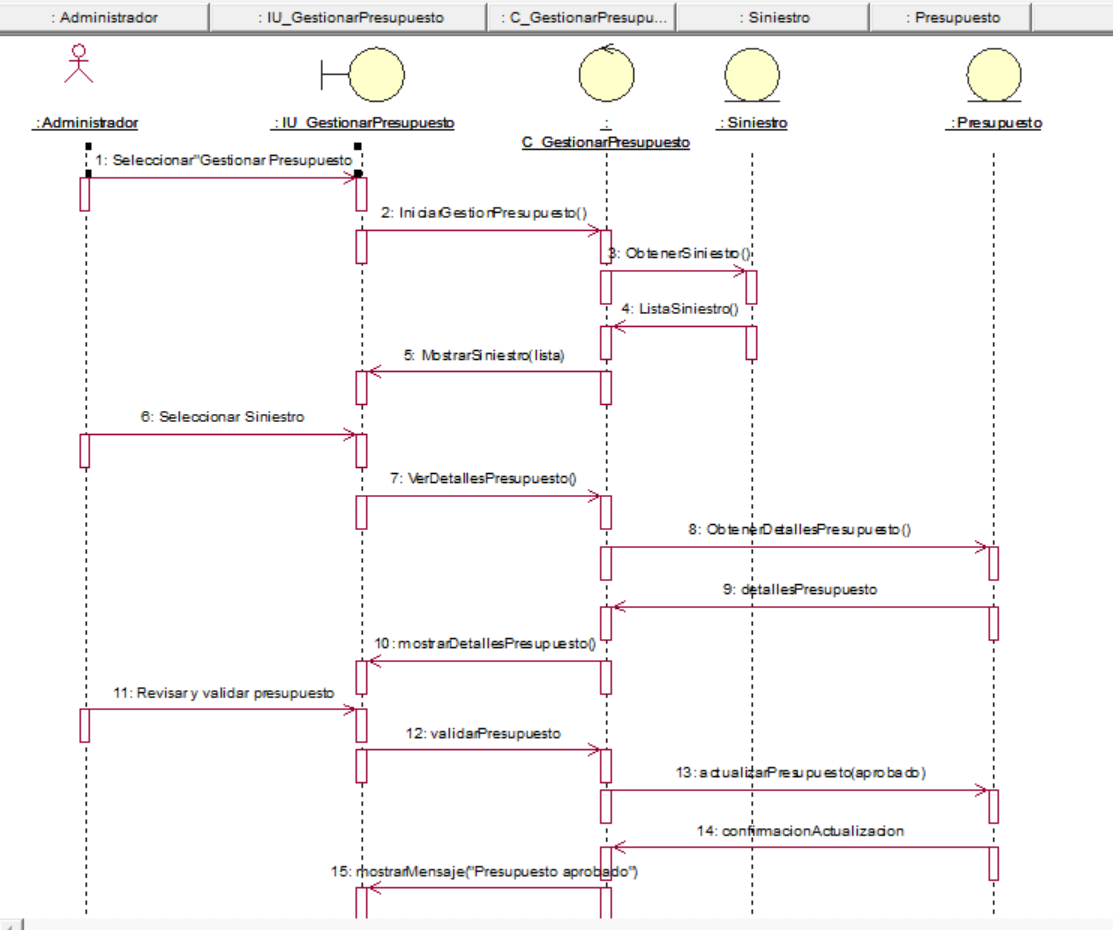 : Administrador
: IU_GestionarPresupuesto
: C_GestionarPresupu...
: Siniestro
: Presupuesto
:Administrador
: IU_GestionarPresupuesto
:
C_GestionarPresupuesto
: Siniestro
:Presupuesto
1: Seleccionar"Gestionar Presupuesto
2: IniciarGestionPresupuesto()
3: ObtenerSiniestro()
4: ListaSiniestro()
5: MostrarSiniestro(lista)
6: Seleccionar Siniestro
7: VerDetallesPresupuesto()
8: ObtenerDetallesPresupuesto()
9: detallesPresupuesto
10: mostrarDetallesPresupuesto()
11: Revisar y validar presupuesto
12: validarPresupuesto
13: actualizarPresupuesto(aprobado)
14: confirmacionActualizacion
15: mostrarMensaje("Presupuesto aprobado")